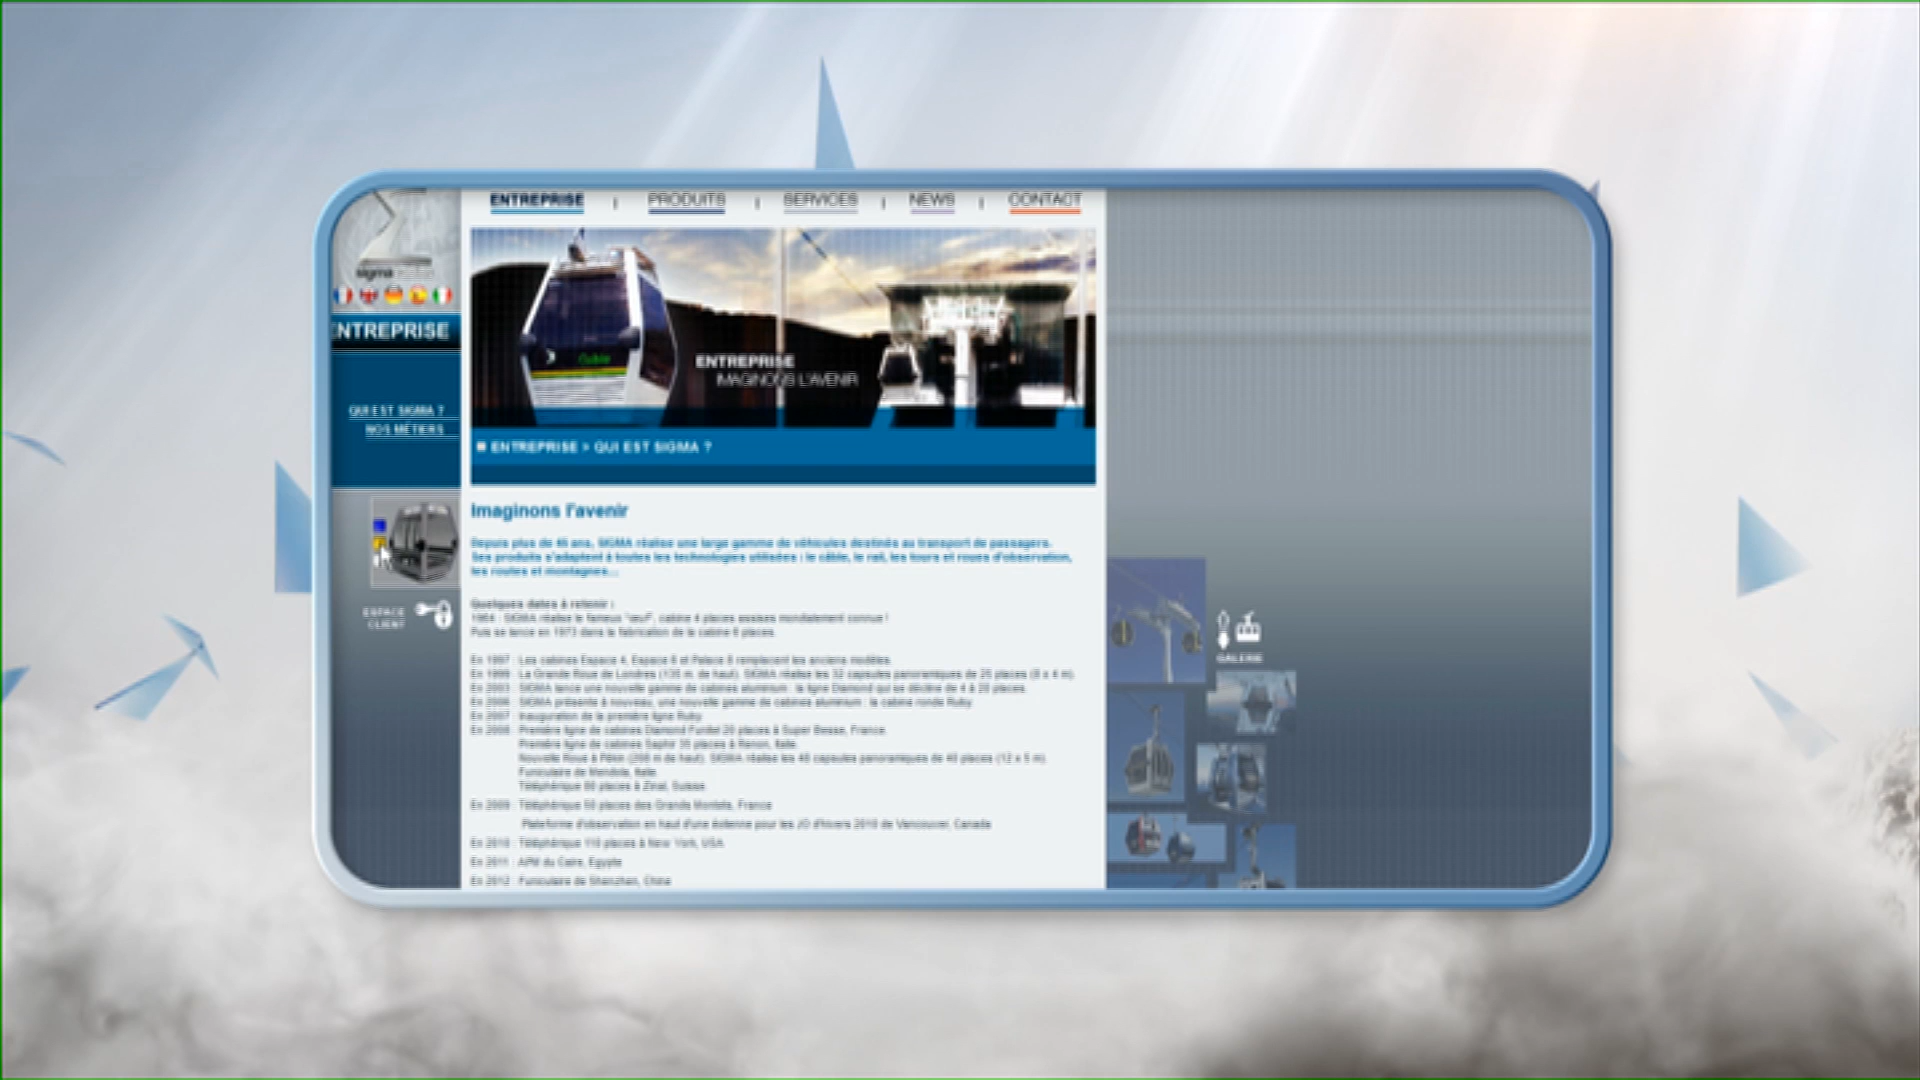 ENTREPRISE | PRODUITS | SERVICES | NEWS | CONTACT
sigma
ENTREPRISE
QUI EST SIGMA ?
NOS MÉTIERS
ESPACE
CLIENT
ENTREPRISE
IMAGINONS L'AVENIR
ENTREPRISE > QUI EST SIGMA ?
Imaginons l'avenir
Depuis plus de 45 ans, SIGMA réalise une large gamme de véhicules destinés au transport de passagers.
Ses produits s'adaptent à toutes les technologies utilisées : le câble, le rail, les tours et roues d'observation,
les routes et montagnes...
Quelques dates à retenir :
1964 : SIGMA réalise le fameux "œuf", cabine 4 places assises mondialement connue !
Puis se lance en 1973 dans la fabrication de la cabine 6 places.
En 1997 : Les cabines Espace 4, Espace 6 et Palace 8 remplacent les anciens modèles.
En 1999 : La Grande Roue de Londres (135 m. de haut). SIGMA réalise les 32 capsules panoramiques de 25 places (8 x 4 m).
En 2003 : SIGMA lance une nouvelle gamme de cabines aluminium : la ligne Diamond qui se décline de 4 à 20 places.
En 2006 : SIGMA présente à nouveau, une nouvelle gamme de cabines aluminium : la cabine ronde Ruby.
En 2007 : Inauguration de la première ligne Ruby
En 2008 : Première ligne de cabines Diamond Funitel 20 places à Super Besse, France.
Première ligne de cabines Saphir 35 places à Renon, Italie.
Nouvelle Roue à Pékin (208 m de haut). SIGMA réalise les 48 capsules panoramiques de 40 places (12 x 5 m).
Funiculaire de Mendola, Italie.
Téléphérique 80 places à Zinal, Suisse.
En 2009 : Téléphérique 58 places des Grands Montets, France
Plateforme d'observation en haut d'une éolienne pour les JO d'hivers 2010 de Vancouver, Canada
En 2010 : Téléphérique 110 places à New York, USA
En 2011 : APM du Caire, Egypte
En 2012 : Funiculaire de Shenzhen, China
GALERIE